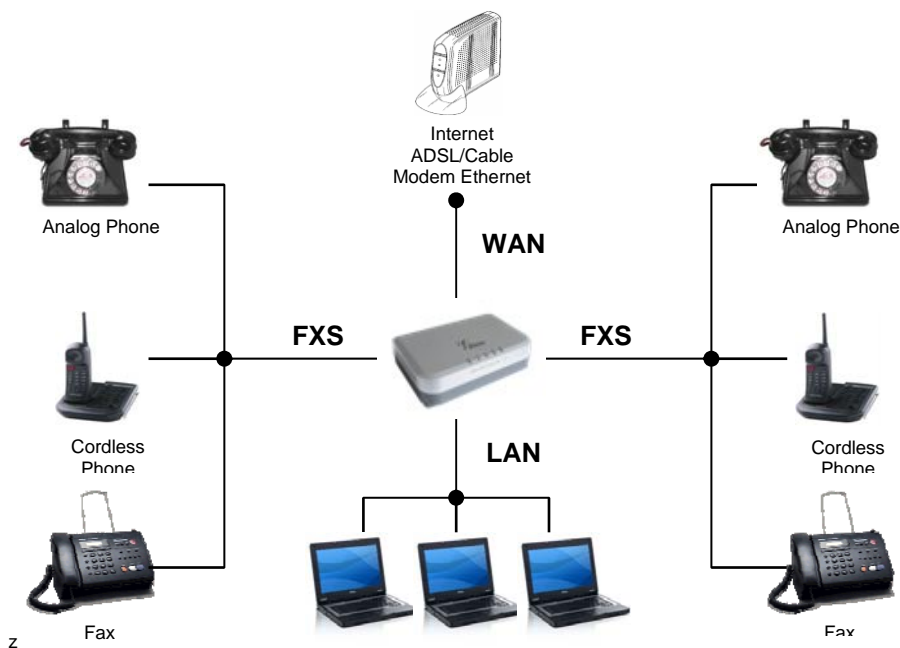 Internet
ADSL/Cable
Modem Ethernet
Analog Phone
Analog Phone
WAN
FXS
FXS
Cordless
Phone
Cordless
Phone
LAN
Fax
Fax
z